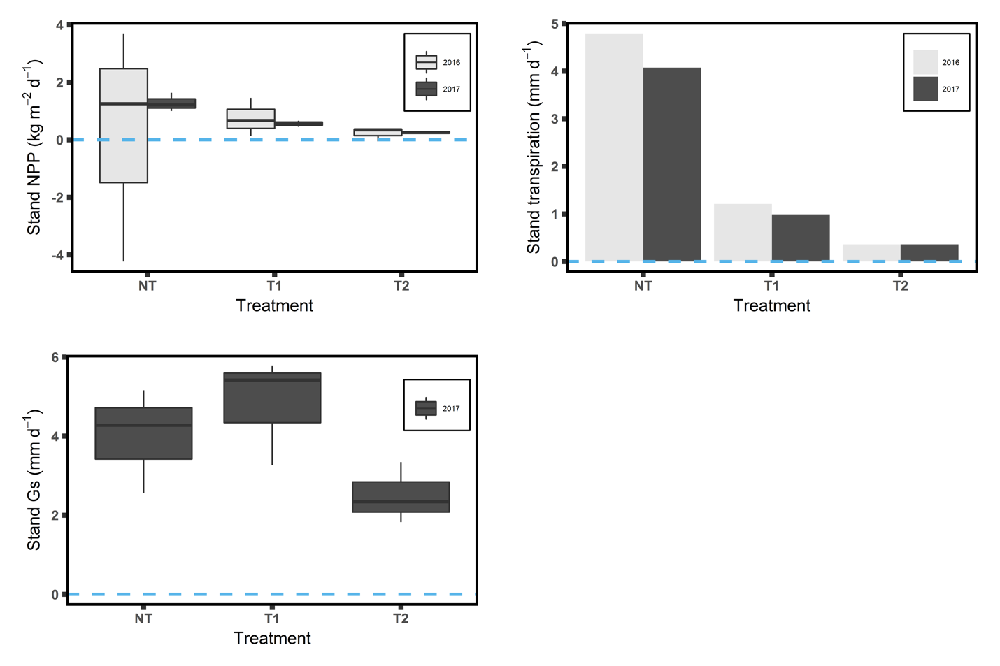 Stand NPP (kg m⁻² d⁻¹)
4
2
0
-2
-4
2016
2017
NT T1 T2
Treatment
Stand transpiration (mm d⁻¹)
5
4
3
2
1
0
2016
2017
NT T1 T2
Treatment
Stand Gs (mm d⁻¹)
6
4
2
0
2017
NT T1 T2
Treatment